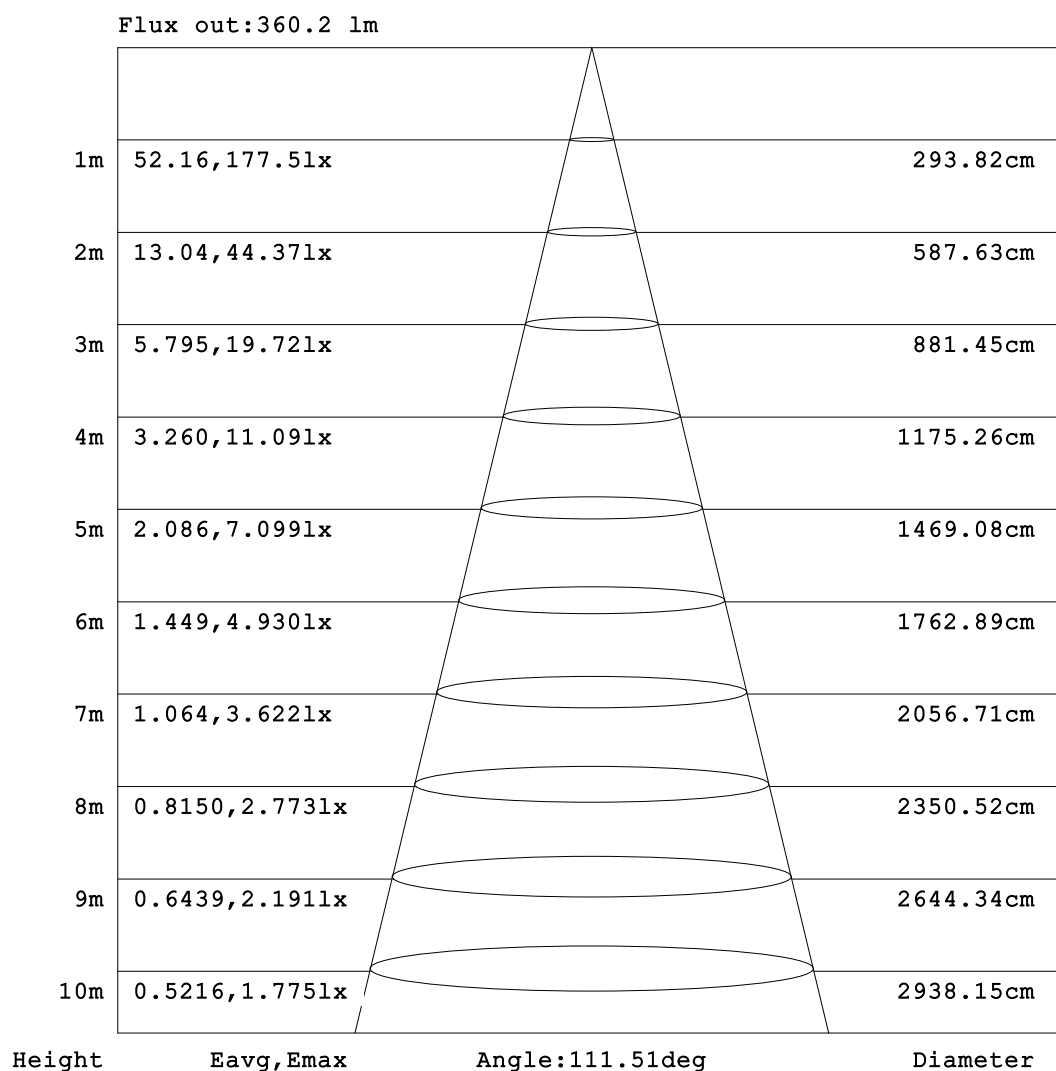 Flux out:360.2 lm
1m 52.16,177.5lx 293.82cm
2m 13.04,44.37lx 587.63cm
3m 5.795,19.72lx 881.45cm
4m 3.260,11.09lx 1175.26cm
5m 2.086,7.099lx 1469.08cm
6m 1.449,4.930lx 1762.89cm
7m 1.064,3.622lx 2056.71cm
8m 0.8150,2.773lx 2350.52cm
9m 0.6439,2.191lx 2644.34cm
10m 0.5216,1.775lx 2938.15cm
Height Eavg,Emax Angle:111.51deg Diameter